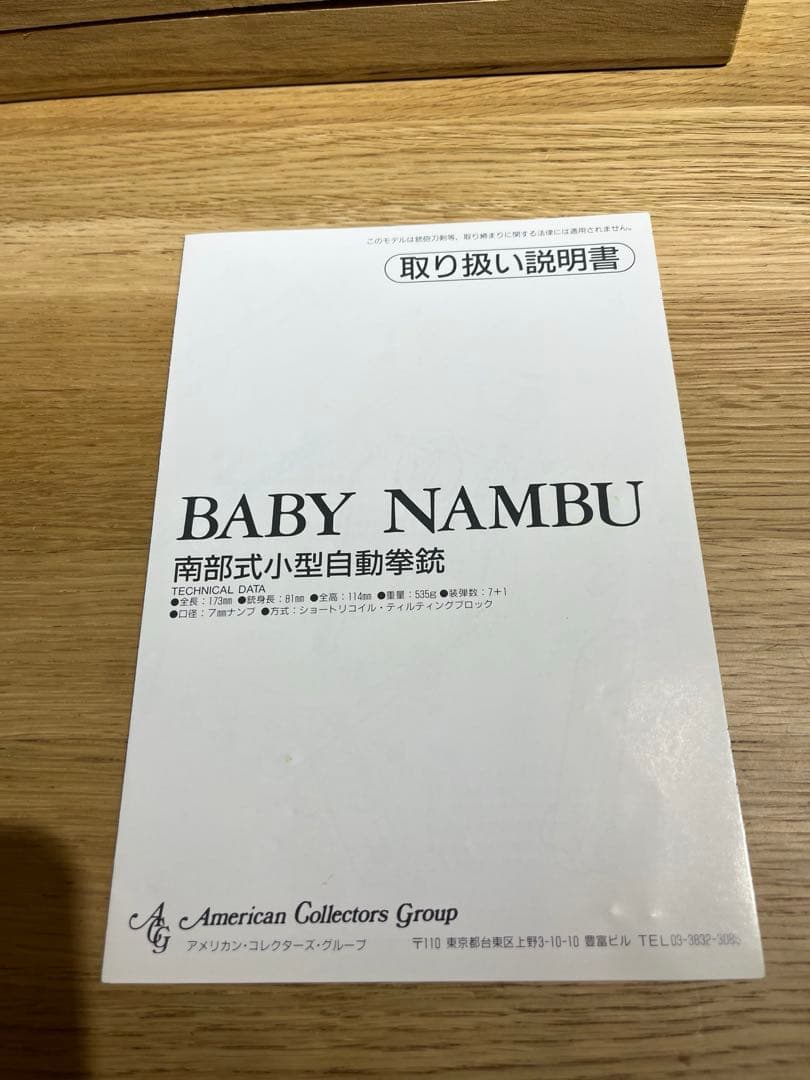 このモデルは銃砲刀剣等、取り締まりに関する法律には適用されません。
取り扱い説明書
BABY NAMBU
南部式小型自動拳銃
TECHNICAL DATA
●全長：173㎜ ●銃身長：81㎜ ●全高：114㎜ ●重量：535g ●装弾数：7+1
●口径：7㎜ナンブ ●方式：ショートリコイル・ティルティングブロック
ACG American Collectors Group
アメリカン・コレクターズ・グループ 〒110 東京都台東区上野3-10-10 豊富ビル TEL03-3832-3085